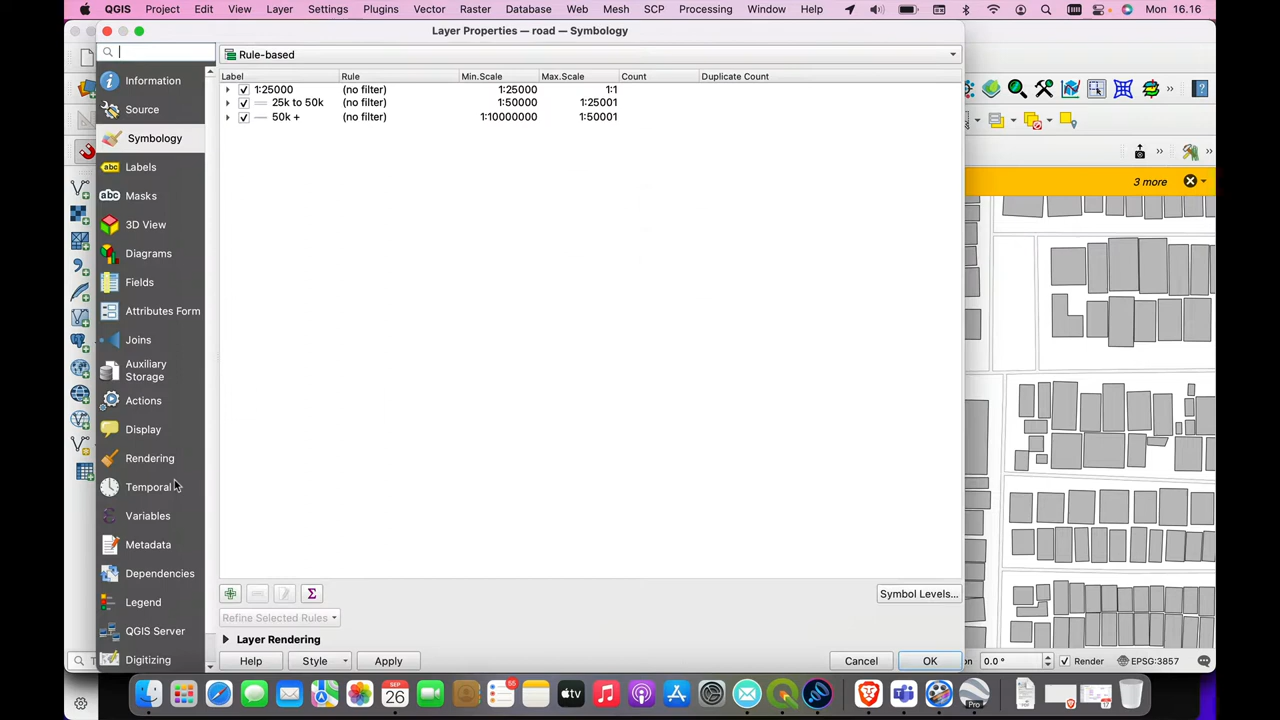 QGIS Project Edit View Layer Settings Plugins Vector Raster Database Web Mesh SCP Processing Window Help Mon 16.16
Layer Properties — road — Symbology
Rule-based
Label Rule Min.Scale Max.Scale Count Duplicate Count
1:25000 (no filter) 1:25000 1:1
25k to 50k (no filter) 1:50000 1:25001
50k + (no filter) 1:10000000 1:50001
Information
Source
Symbology
Labels
Masks
3D View
Diagrams
Fields
Attributes Form
Joins
Auxiliary
Storage
Actions
Display
Rendering
Temporal
Variables
Metadata
Dependencies
Legend
QGIS Server
Digitizing
3 more
Symbol Levels...
Refine Selected Rules
Layer Rendering
Help Style Apply Cancel OK
0.0 ° Render EPSG:3857
SEP
26
66
tv
Pro